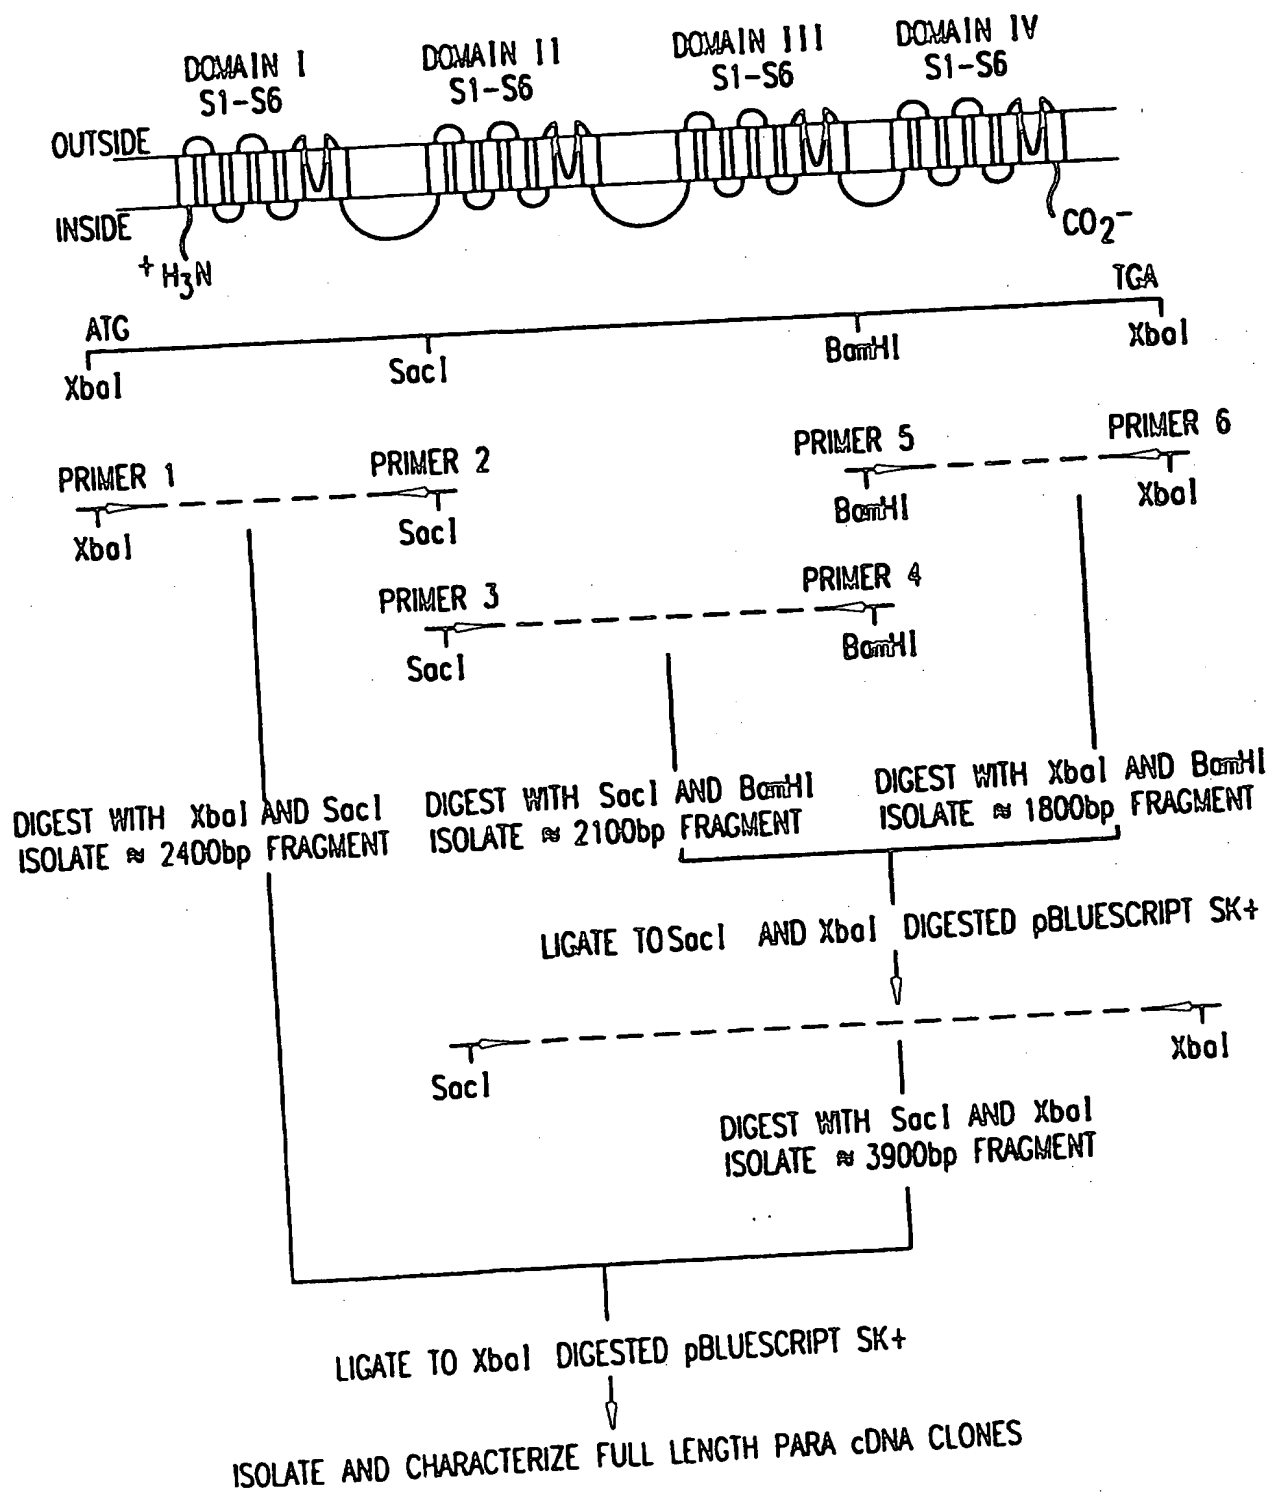 DOMAIN I
S1-S6
DOMAIN II
S1-S6
DOMAIN III
S1-S6
DOMAIN IV
S1-S6
OUTSIDE
INSIDE
+H3N
CO2-
ATG
TGA
XbaI
SacI
BamHI
XbaI
PRIMER 1
PRIMER 2
PRIMER 5
PRIMER 6
XbaI
SacI
BamHI
XbaI
PRIMER 3
PRIMER 4
SacI
BamHI
DIGEST WITH XbaI AND SacI
ISOLATE ≈ 2400bp FRAGMENT
DIGEST WITH SacI AND BamHI
ISOLATE ≈ 2100bp FRAGMENT
DIGEST WITH XbaI AND BamHI
ISOLATE ≈ 1800bp FRAGMENT
LIGATE TO SacI AND XbaI DIGESTED pBLUESCRIPT SK+
SacI
XbaI
DIGEST WITH SacI AND XbaI
ISOLATE ≈ 3900bp FRAGMENT
LIGATE TO XbaI DIGESTED pBLUESCRIPT SK+
ISOLATE AND CHARACTERIZE FULL LENGTH PARA cDNA CLONES